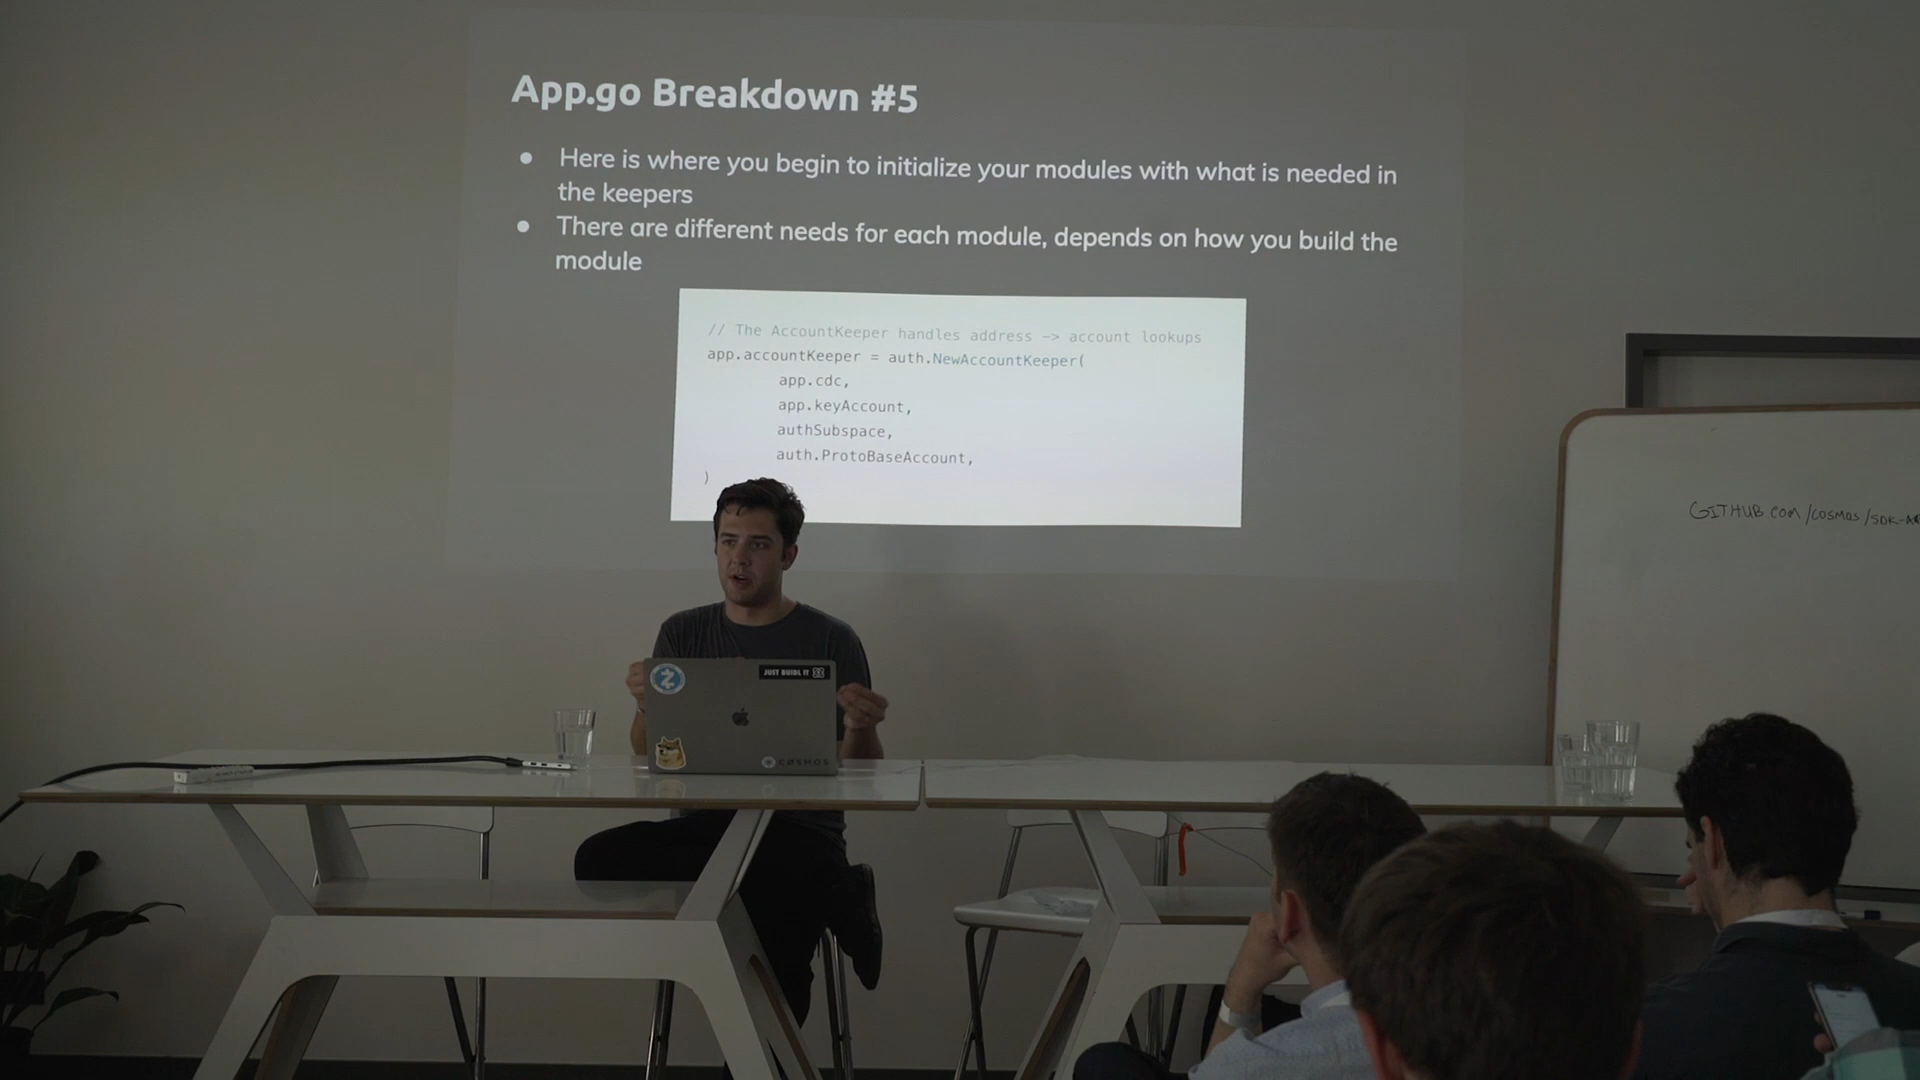 App.go Breakdown #5
● Here is where you begin to initialize your modules with what is needed in
the keepers
● There are different needs for each module, depends on how you build the
module
// The AccountKeeper handles address -> account lookups
app.accountKeeper = auth.NewAccountKeeper(
app.cdc,
app.keyAccount,
authSubspace,
auth.ProtoBaseAccount,
)
GITHUB COM/COSMOS/SDK-
JUST BUIDL IT
COSMOS